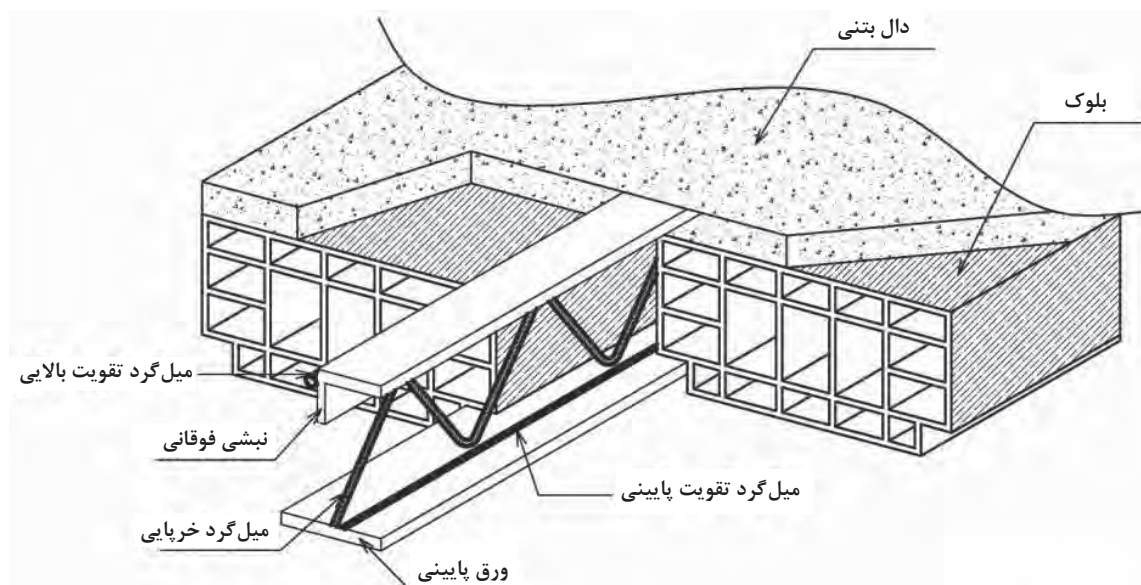 دال بتنی
بلوک
میل‌گرد تقویت بالایی
نبشی فوقانی
میل‌گرد تقویت پایینی
میل‌گرد خرپایی
ورق پایینی